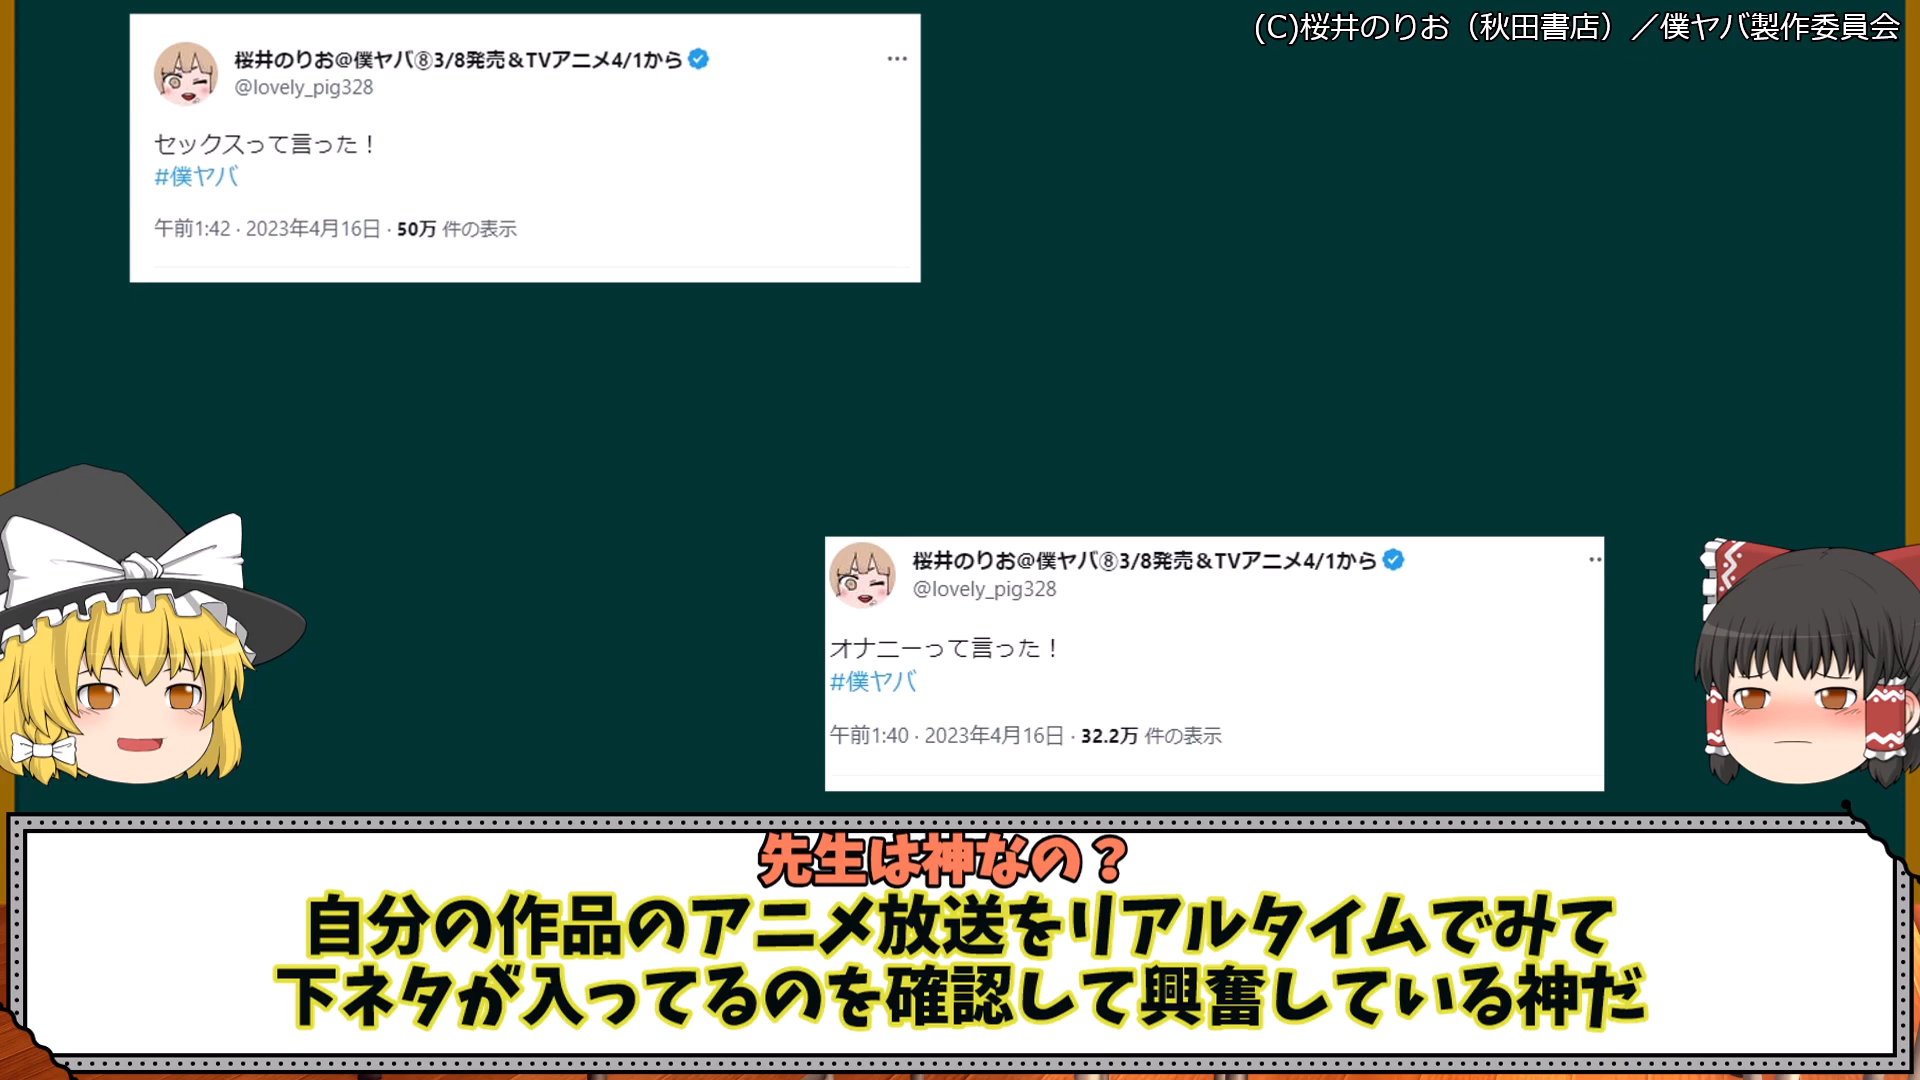 (C)桜井のりお（秋田書店）／僕ヤバ製作委員会
桜井のりお@僕ヤバ⑧3/8発売&TVアニメ4/1から
@lovely_pig328
セックスって言った！
#僕ヤバ
午前1:42 · 2023年4月16日 · 50万 件の表示
桜井のりお@僕ヤバ⑧3/8発売&TVアニメ4/1から
@lovely_pig328
オナニーって言った！
#僕ヤバ
午前1:40 · 2023年4月16日 · 32.2万 件の表示
先生は神なの？
自分の作品のアニメ放送をリアルタイムでみて
下ネタが入ってるのを確認して興奮している神だ